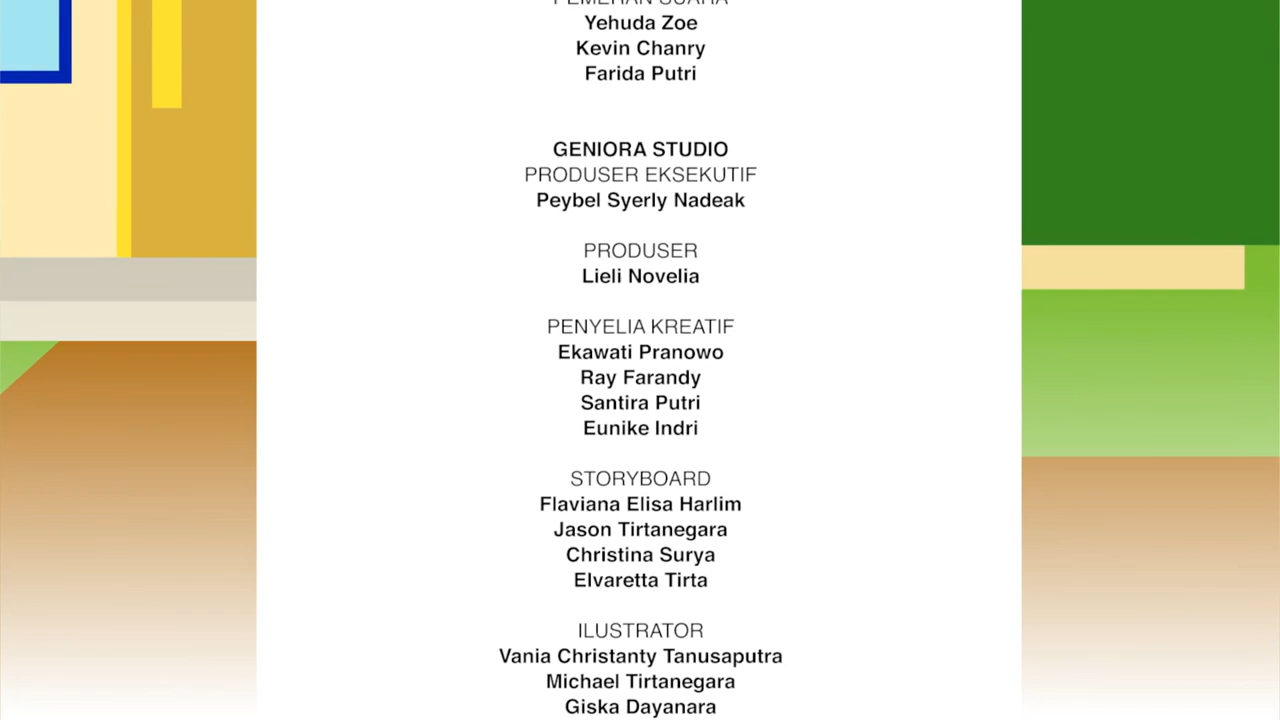 PEMERAN SUARA
Yehuda Zoe
Kevin Chanry
Farida Putri
GENIORA STUDIO
PRODUSER EKSEKUTIF
Peybel Syerly Nadeak
PRODUSER
Lieli Novelia
PENYELIA KREATIF
Ekawati Pranowo
Ray Farandy
Santira Putri
Eunike Indri
STORYBOARD
Flaviana Elisa Harlim
Jason Tirtanegara
Christina Surya
Elvaretta Tirta
ILUSTRATOR
Vania Christanty Tanusaputra
Michael Tirtanegara
Giska Dayanara